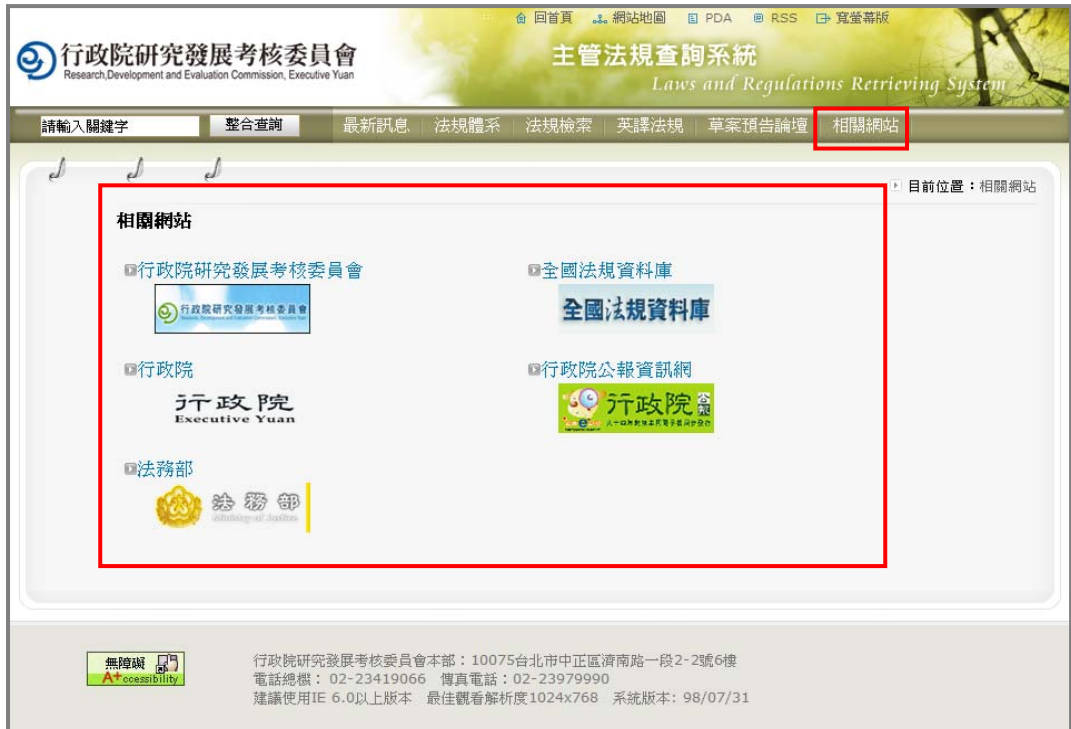 回首頁 網站地圖 PDA RSS 寬螢幕版
行政院研究發展考核委員會
Research,Development and Evaluation Commission, Executive Yuan
主管法規查詢系統
Laws and Regulations Retrieving System
請輸入關鍵字 整合查詢 最新訊息 法規體系 法規檢索 英譯法規 草案預告論壇 相關網站
目前位置：相關網站
相關網站
行政院研究發展考核委員會 全國法規資料庫
行政院研究發展考核委員會 全國法規資料庫
行政院 行政院公報資訊網
行政院 行政院公報
Executive Yuan
法務部
法務部
Ministry of Justice
無障礙
A+ccessibility
行政院研究發展考核委員會本部：10075台北市中正區濟南路一段2-2號6樓
電話總機：02-23419066 傳真電話：02-23979990
建議使用IE 6.0以上版本 最佳觀看解析度1024x768 系統版本：98/07/31